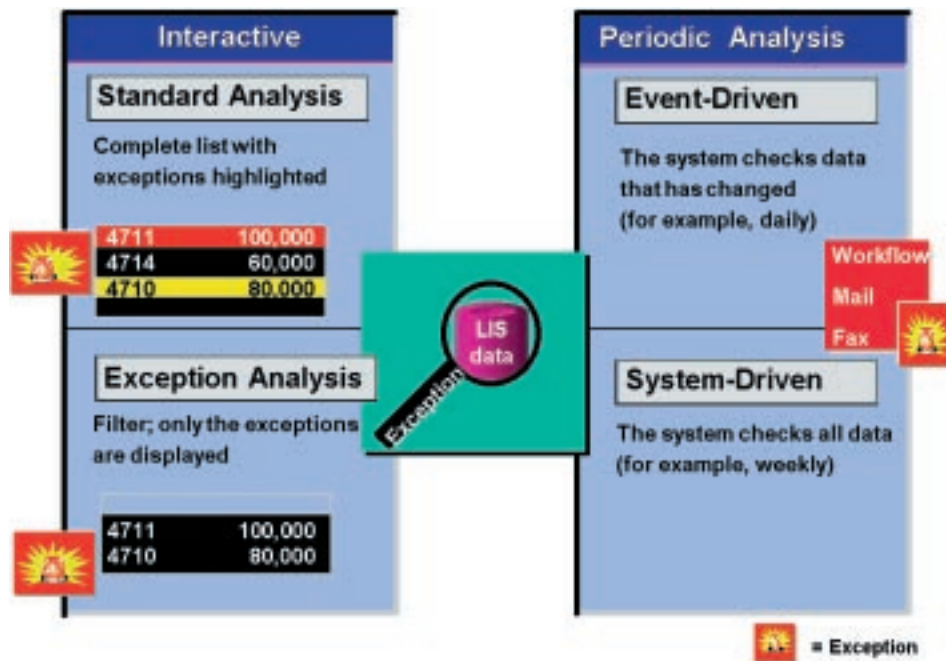 Interactive
Standard Analysis
Complete list with
exceptions highlighted
4711 100,000
4714 60,000
4710 80,000
Exception Analysis
Filter; only the exceptions
are displayed
4711 100,000
4710 80,000
LIS
data
Exception
Periodic Analysis
Event-Driven
The system checks data
that has changed
(for example, daily)
Workflow
Mail
Fax
System-Driven
The system checks all data
(for example, weekly)
= Exception